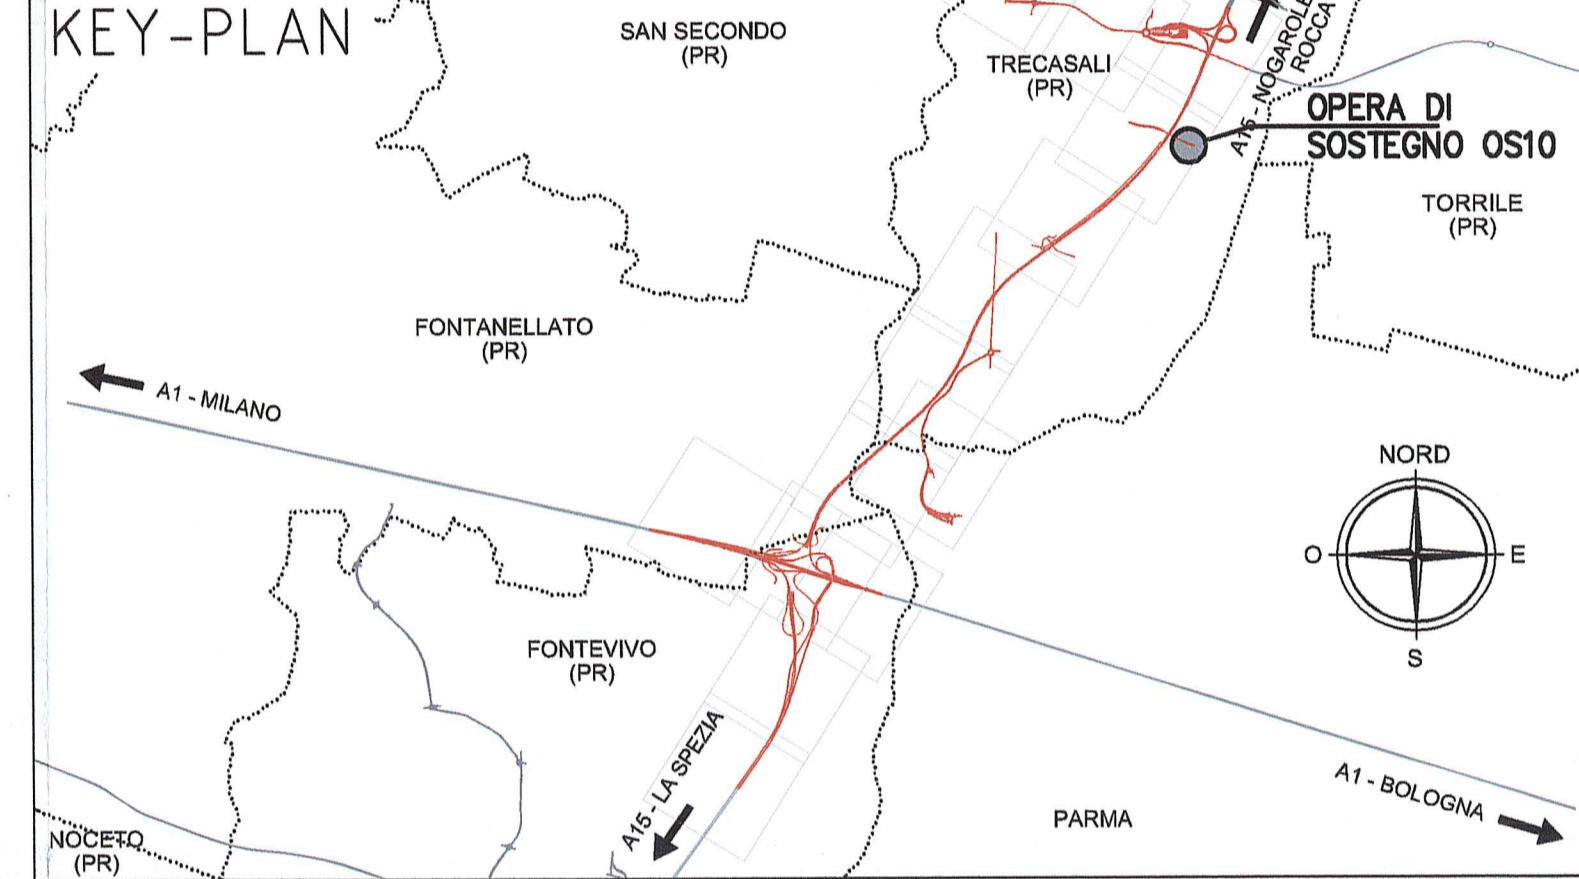 KEY-PLAN
SAN SECONDO
(PR)
TRECASALI
(PR)
A15 - NOGAROLE
ROCCA
OPERA DI
SOSTEGNO OS10
TORRILE
(PR)
FONTANELLATO
(PR)
A1 - MILANO
NORD
O
E
S
FONTEVIVO
(PR)
A15 - LA SPEZIA
A1 - BOLOGNA
PARMA
NOCETO
(PR)